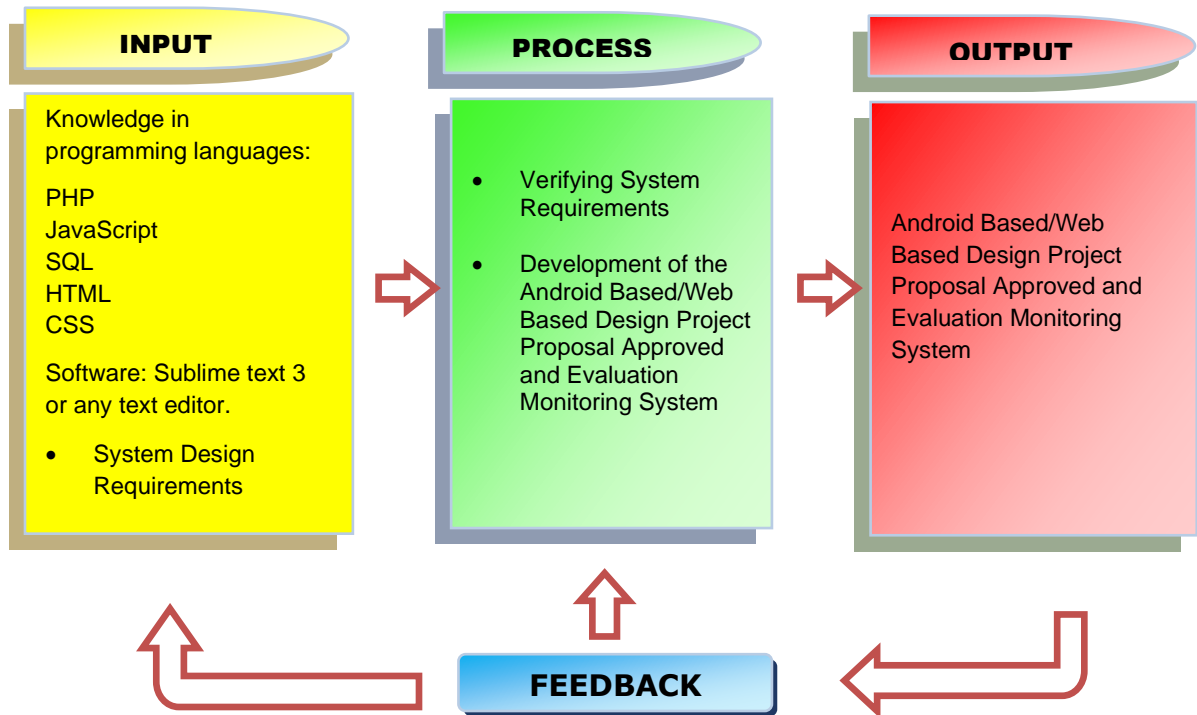 INPUT
Knowledge in
programming languages:
PHP
JavaScript
SQL
HTML
CSS
Software: Sublime text 3
or any text editor.
• System Design
Requirements
PROCESS
• Verifying System
Requirements
• Development of the
Android Based/Web
Based Design Project
Proposal Approved
and Evaluation
Monitoring System
OUTPUT
Android Based/Web
Based Design Project
Proposal Approved and
Evaluation Monitoring
System
FEEDBACK